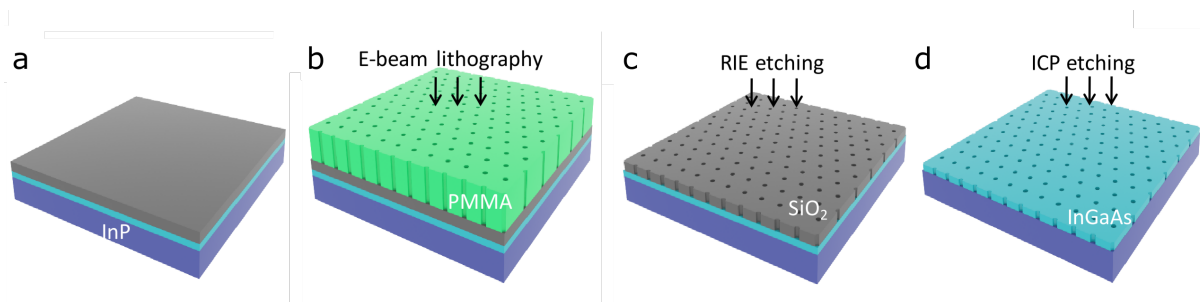 a
InP
b
E-beam lithography
PMMA
c
RIE etching
SiO₂
d
ICP etching
InGaAs